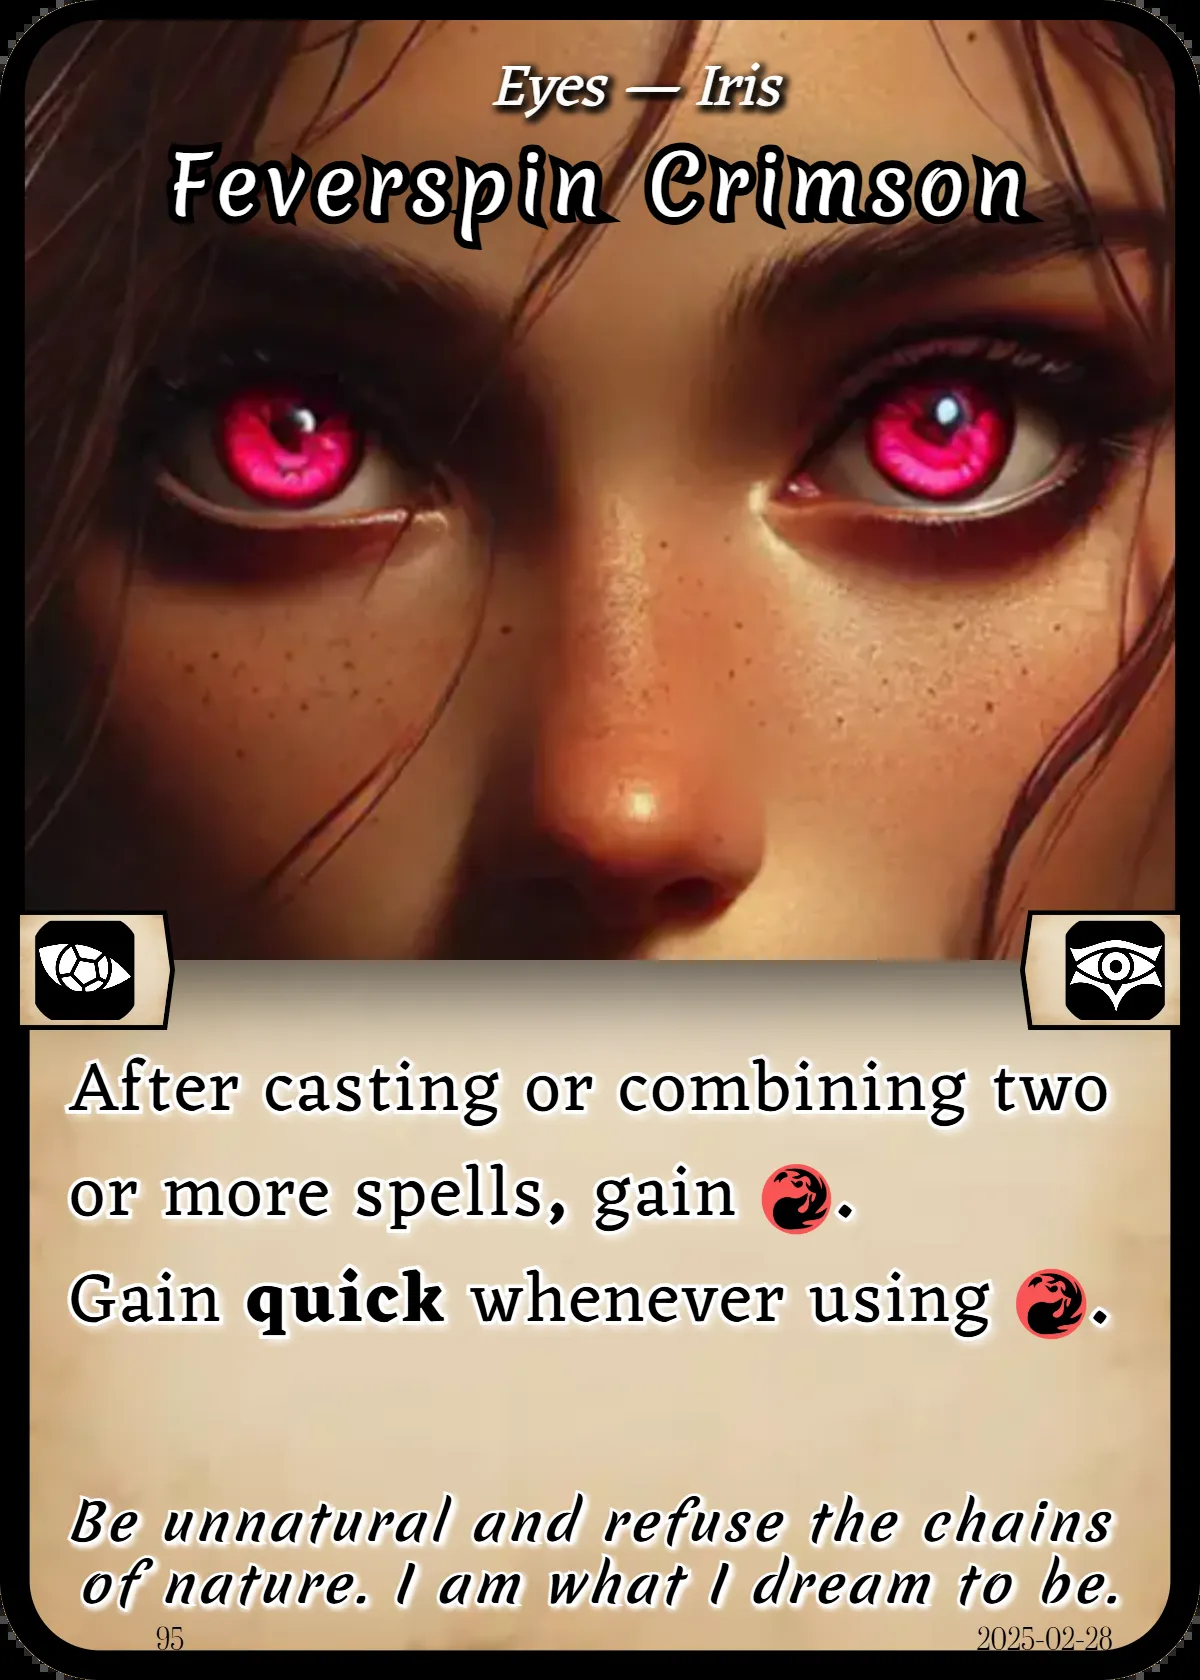 Eyes — Iris
Feverspin Crimson
After casting or combining two
or more spells, gain .
Gain quick whenever using .
Be unnatural and refuse the chains
of nature. I am what I dream to be.
95
2025-02-28